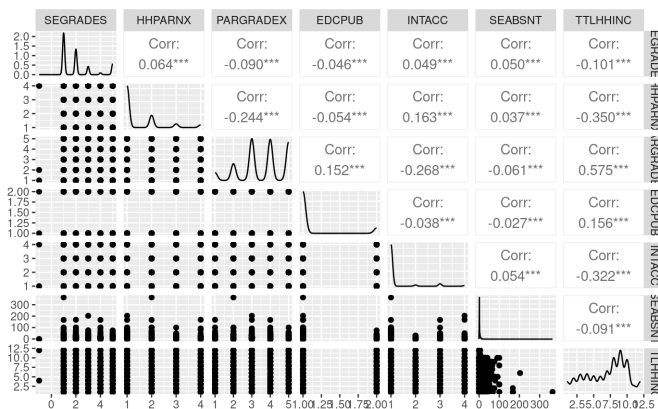 SEGRADES HHPARNX PARGRADEX EDCPUB INTACC SEABSNT TTLHHINC
2.0
1.5
1.0
0.5
0.0
Corr: Corr: Corr: Corr: Corr: Corr:
0.064*** -0.090*** -0.046*** 0.049*** 0.050*** -0.101***
4
3
2
1
Corr: Corr: Corr: Corr: Corr:
-0.244*** -0.054*** 0.163*** 0.037*** -0.350***
5
4
3
2
1
Corr: Corr: Corr: Corr:
0.152*** -0.268*** -0.061*** 0.575***
2.00
1.75
1.50
1.25
1.00
Corr: Corr: Corr:
-0.038*** -0.027*** 0.156***
4
3
2
1
Corr: Corr:
0.054*** -0.322***
INTACC
300
200
100
0
Corr:
-0.091***
12.5
10.0
7.5
5.0
2.5
0 2 4 1 2 3 4 1 2 3 4 5 1.00 1.25 1.50 1.75 2.00 1 2 3 4 0 100 200 300 2.5 5.0 7.5 10.0 12.5